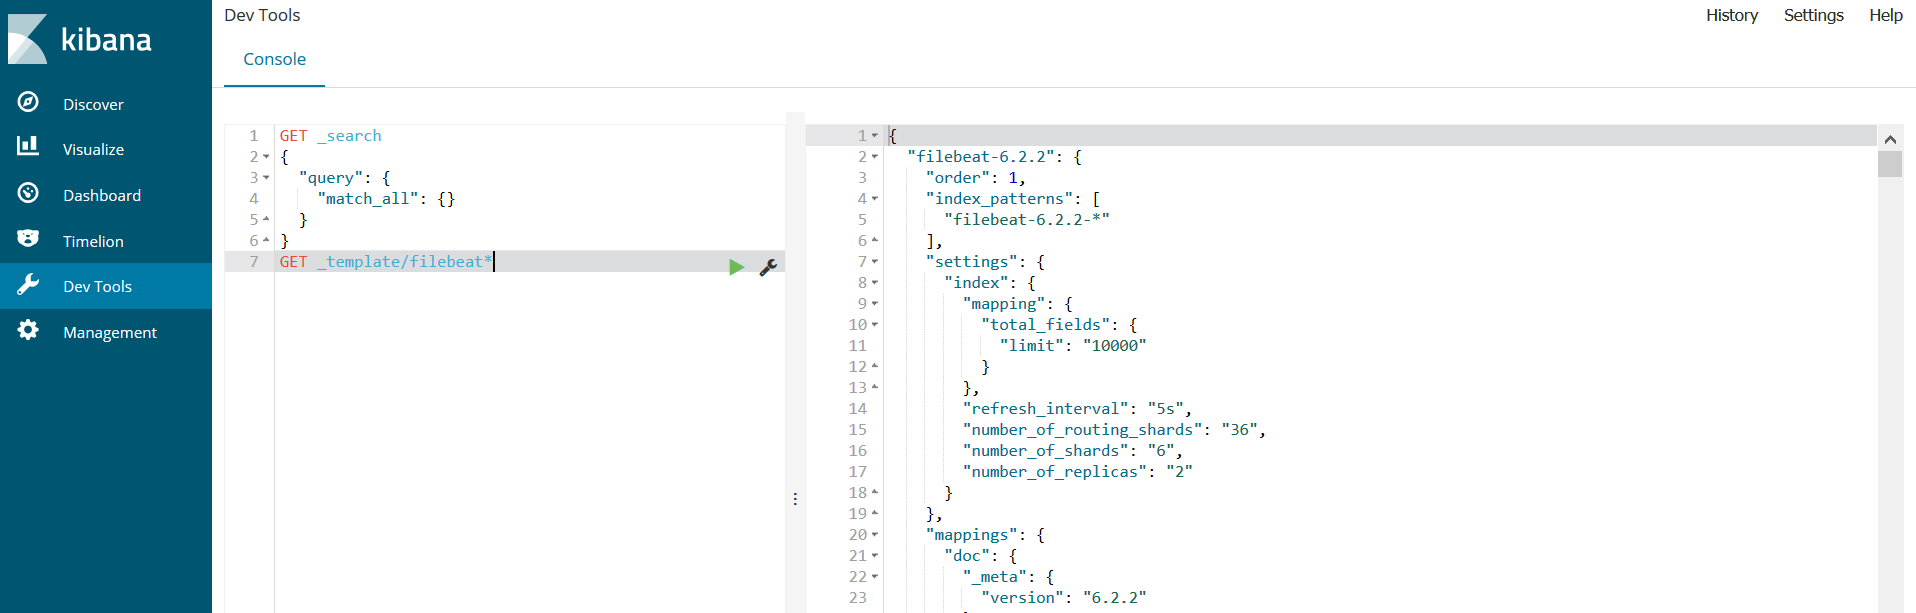 kibana
Discover
Visualize
Dashboard
Timelion
Dev Tools
Management
Dev Tools
History Settings Help
Console
1 GET _search
2 {
3 "query": {
4 "match_all": {}
5 }
6 }
7 GET _template/filebeat*
1 {
2 "filebeat-6.2.2": {
3 "order": 1,
4 "index_patterns": [
5 "filebeat-6.2.2-*"
6 ],
7 "settings": {
8 "index": {
9 "mapping": {
10 "total_fields": {
11 "limit": "10000"
12 }
13 },
14 "refresh_interval": "5s",
15 "number_of_routing_shards": "36",
16 "number_of_shards": "6",
17 "number_of_replicas": "2"
18 }
19 },
20 "mappings": {
21 "doc": {
22 "_meta": {
23 "version": "6.2.2"